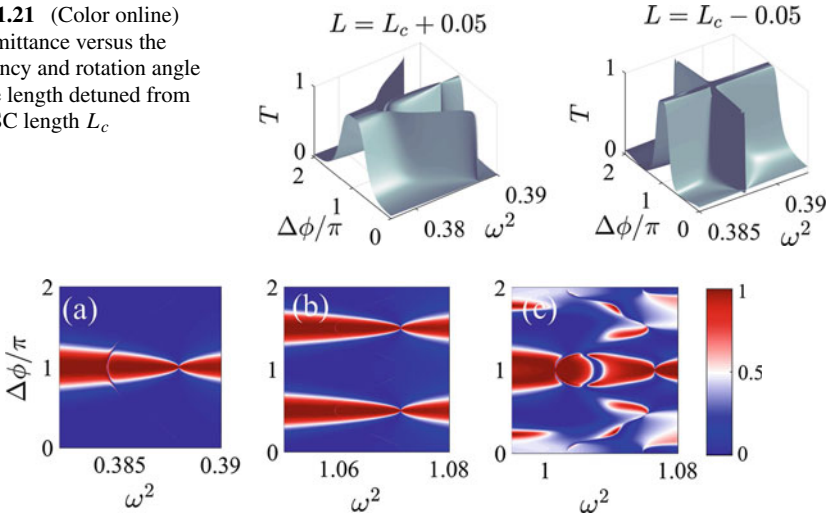 1.21 (Color online)
mittance versus the
ncy and rotation angle
length detuned from
SC length L_c
L = L_c + 0.05
T
1
0
2
1
0
Δϕ/π
0.38
0.39
ω²
L = L_c − 0.05
T
1
0
2
1
0
Δϕ/π
0.385
0.39
ω²
(a)
2
1
0
Δϕ/π
0.385
0.39
ω²
(b)
2
1
0
1.06
1.08
ω²
(c)
2
1
0
1
1.08
ω²
1
0.5
0